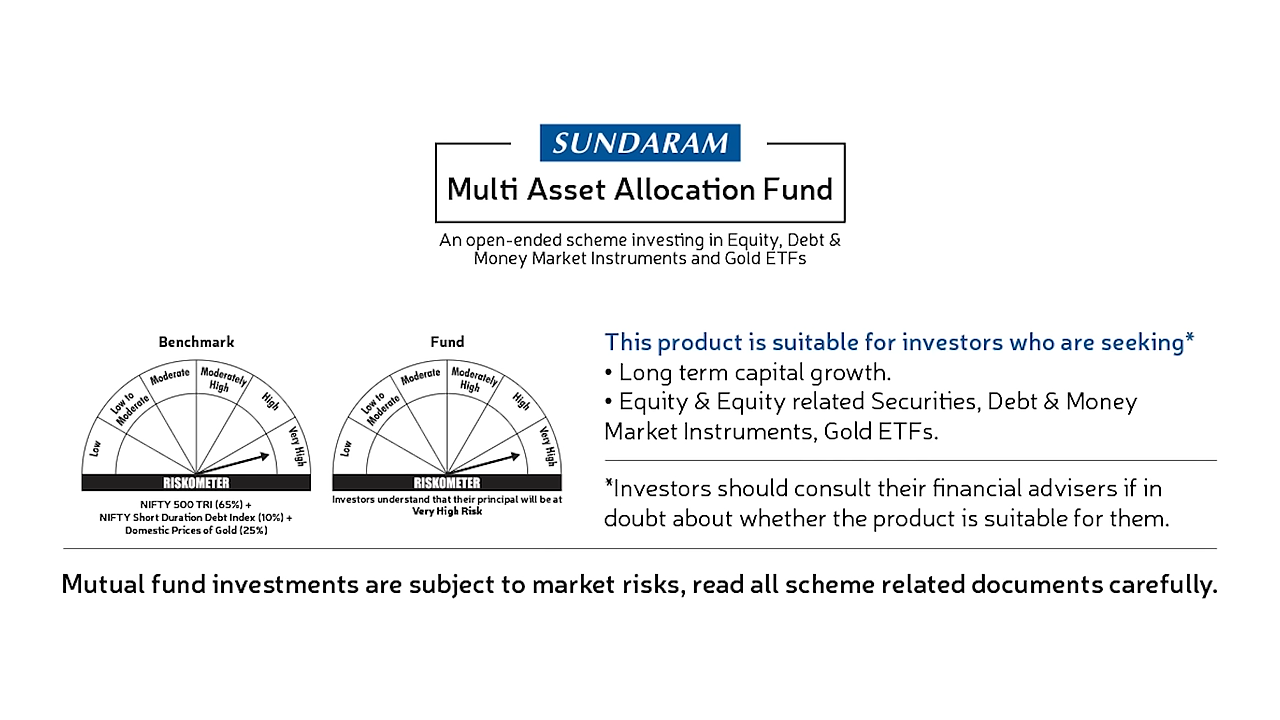 SUNDARAM
Multi Asset Allocation Fund
An open-ended scheme investing in Equity, Debt &
Money Market Instruments and Gold ETFs
Benchmark
Low
Low to
Moderate
Moderate
Moderately
High
High
Very High
RISKOMETER
NIFTY 500 TRI (65%) +
NIFTY Short Duration Debt Index (10%) +
Domestic Prices of Gold (25%)
Fund
Low
Low to
Moderate
Moderate
Moderately
High
High
Very High
RISKOMETER
Investors understand that their principal will be at
Very High Risk
This product is suitable for investors who are seeking*
• Long term capital growth.
• Equity & Equity related Securities, Debt & Money
Market Instruments, Gold ETFs.
*Investors should consult their financial advisers if in
doubt about whether the product is suitable for them.
Mutual fund investments are subject to market risks, read all scheme related documents carefully.